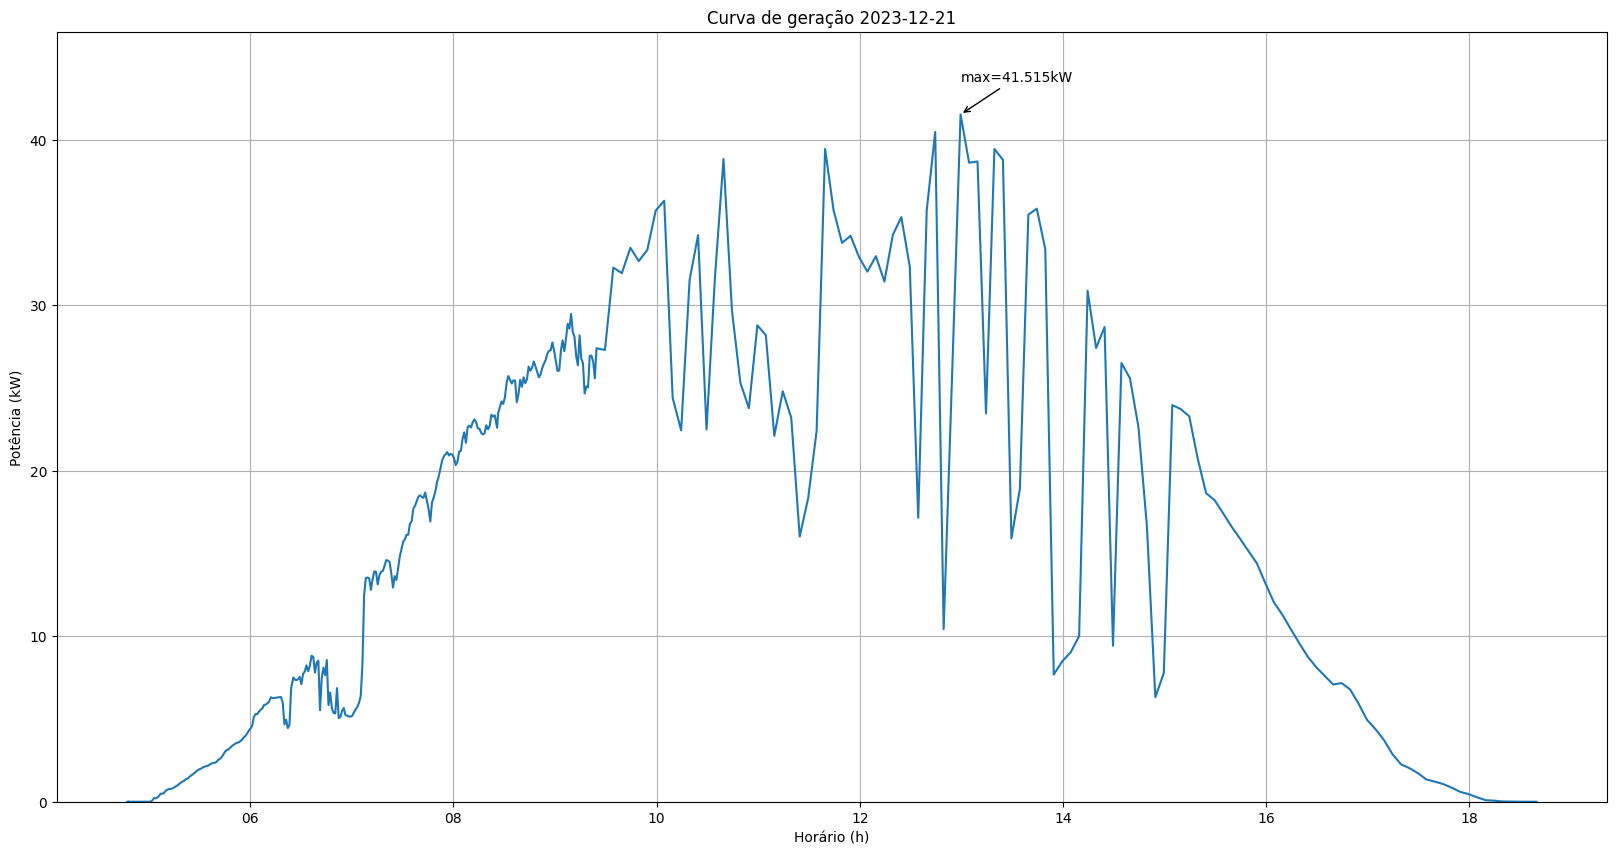 Curva de geração 2023-12-21
max=41.515kW
Potência (kW)
40
30
20
10
0
06 08 10 12 14 16 18
Horário (h)